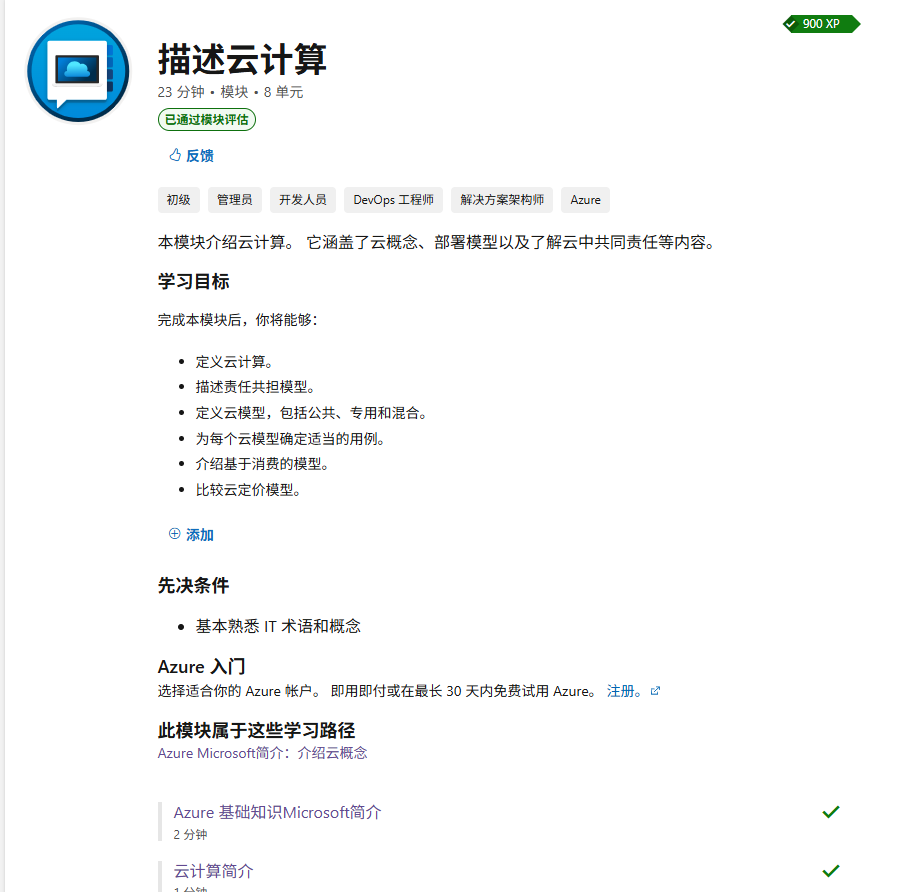 900 XP
描述云计算
23 分钟 • 模块 • 8 单元
已通过模块评估
反馈
初级 管理员 开发人员 DevOps 工程师 解决方案架构师 Azure
本模块介绍云计算。 它涵盖了云概念、部署模型以及了解云中共同责任等内容。
学习目标
完成本模块后，你将能够：
• 定义云计算。
• 描述责任共担模型。
• 定义云模型，包括公共、专用和混合。
• 为每个云模型确定适当的用例。
• 介绍基于消费的模型。
• 比较云定价模型。
添加
先决条件
• 基本熟悉 IT 术语和概念
Azure 入门
选择适合你的 Azure 帐户。 即用即付或在最长 30 天内免费试用 Azure。 注册。
此模块属于这些学习路径
Azure Microsoft简介：介绍云概念
Azure 基础知识Microsoft简介
2 分钟
云计算简介
1 分钟